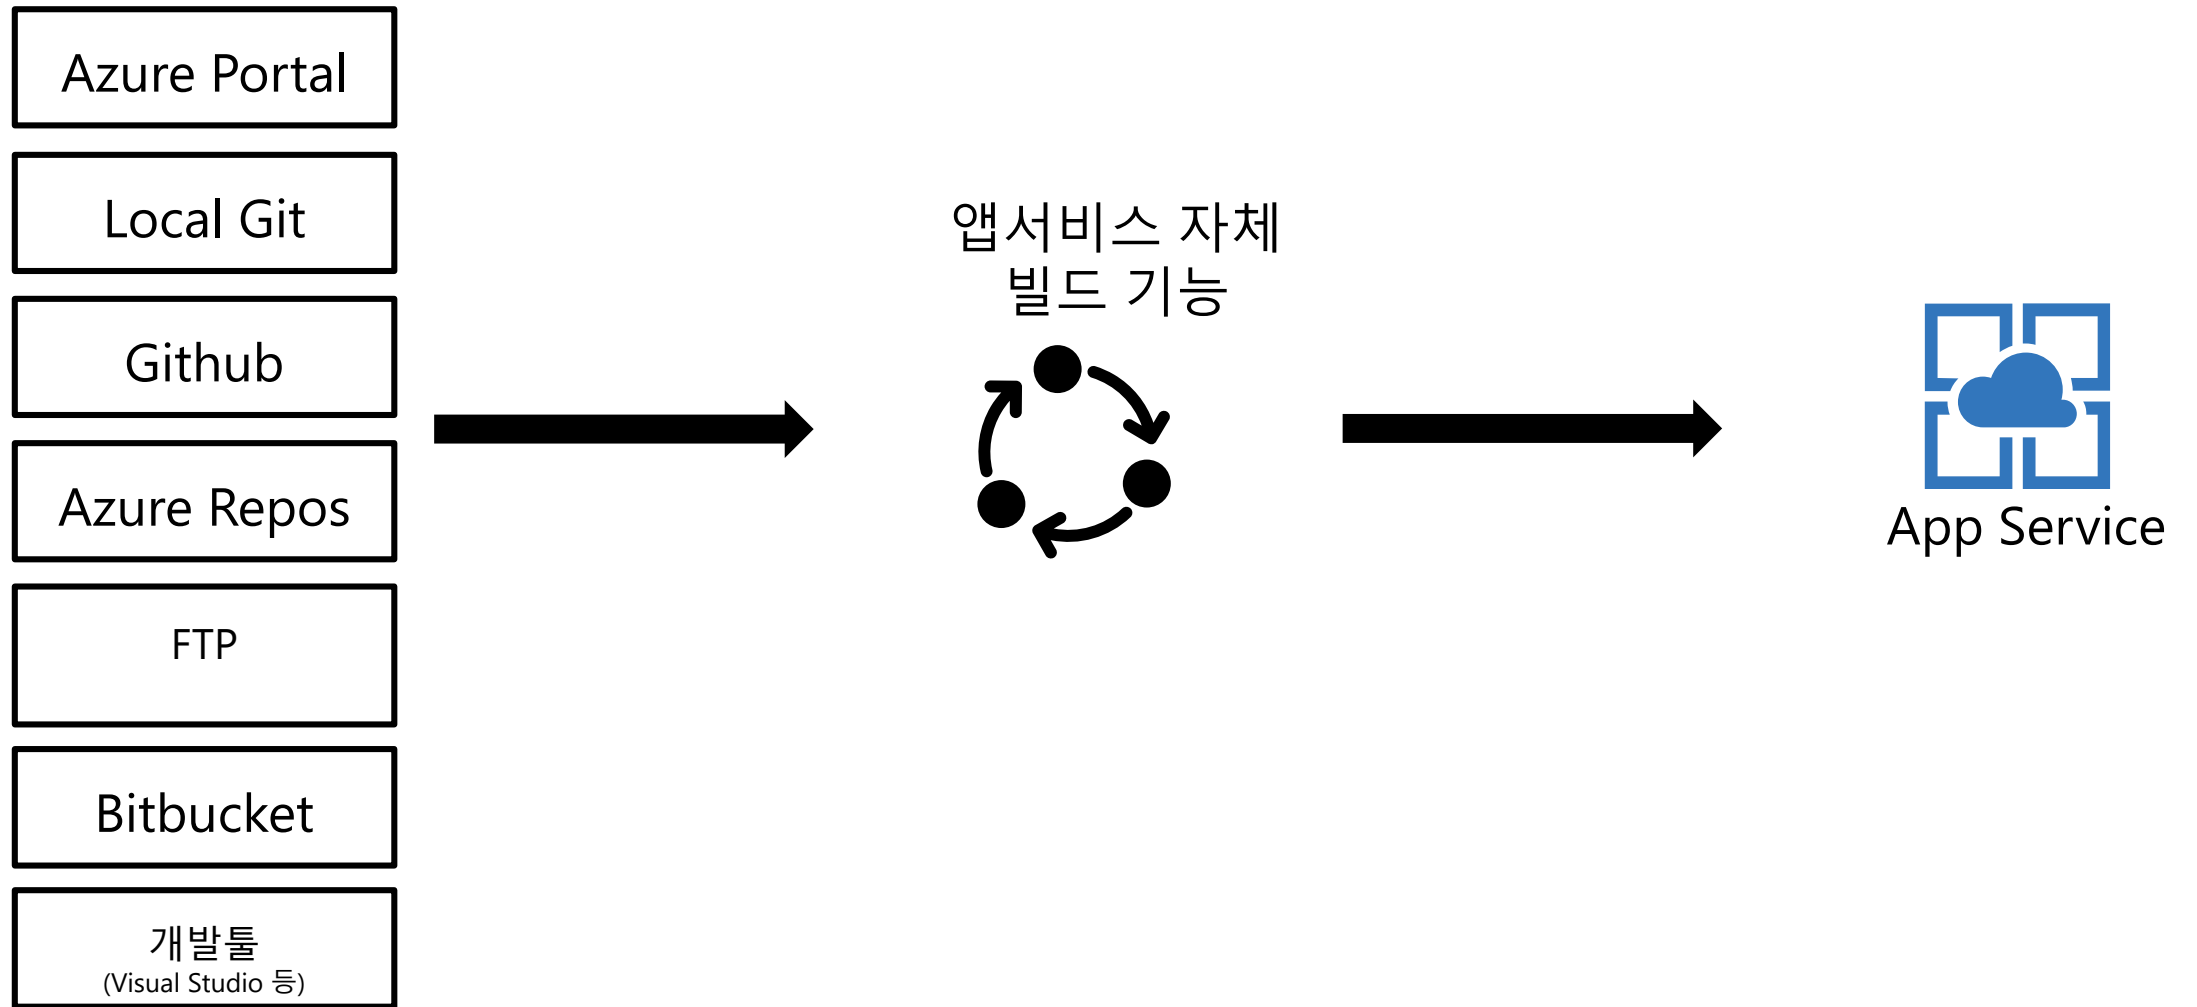 Azure Portal
Local Git
Github
Azure Repos
FTP
Bitbucket
개발툴
(Visual Studio 등)
앱서비스 자체
빌드 기능
App Service